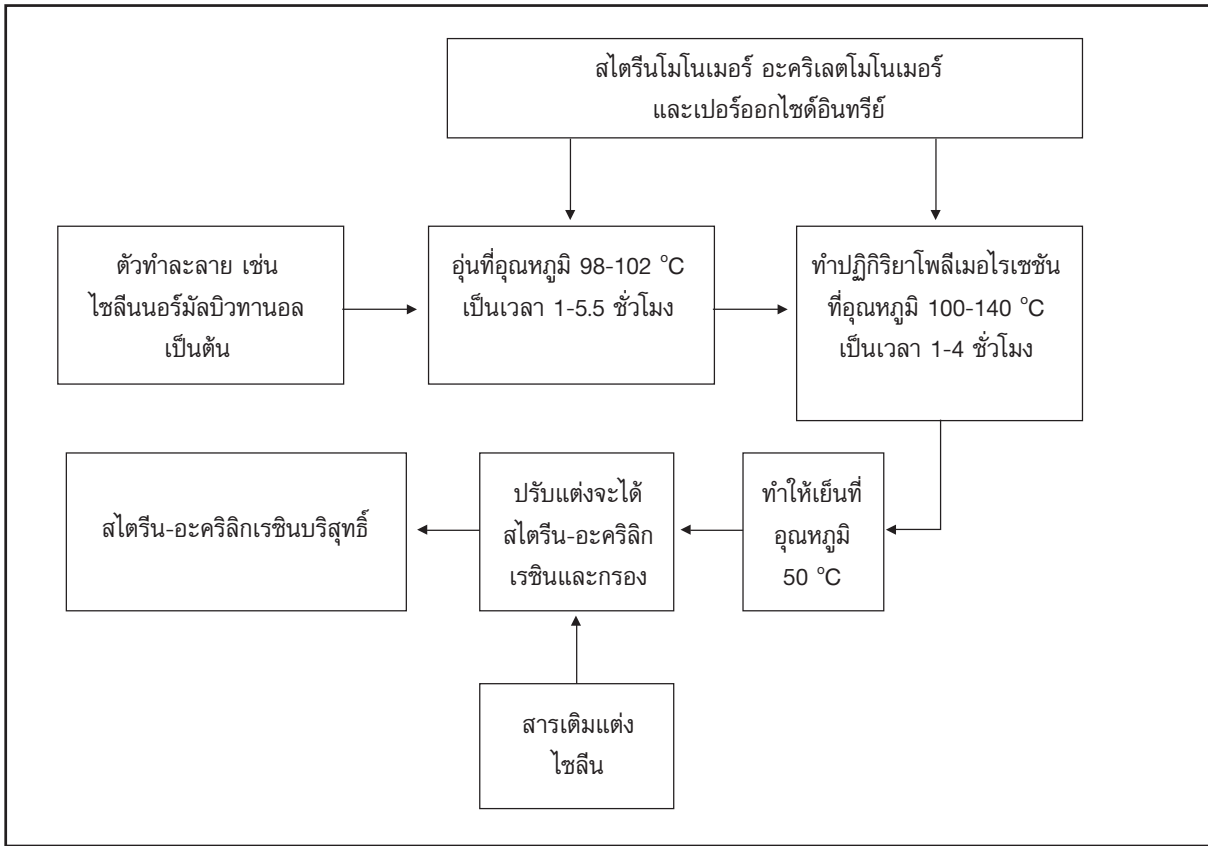 สไตรีนโมโนเมอร์ อะคริเลตโมโนเมอร์
และเปอร์ออกไซด์อินทรีย์
ตัวทำละลาย เช่น
ไซลีนนอร์มัลบิวทานอล
เป็นต้น
อุ่นที่อุณหภูมิ 98-102 °C
เป็นเวลา 1-5.5 ชั่วโมง
ทำปฏิกิริยาโพลีเมอไรเซชัน
ที่อุณหภูมิ 100-140 °C
เป็นเวลา 1-4 ชั่วโมง
ทำให้เย็นที่
อุณหภูมิ
50 °C
ปรับแต่งจะได้
สไตรีน-อะคริลิก
เรซินและกรอง
สไตรีน-อะคริลิกเรซินบริสุทธิ์
สารเติมแต่ง
ไซลีน